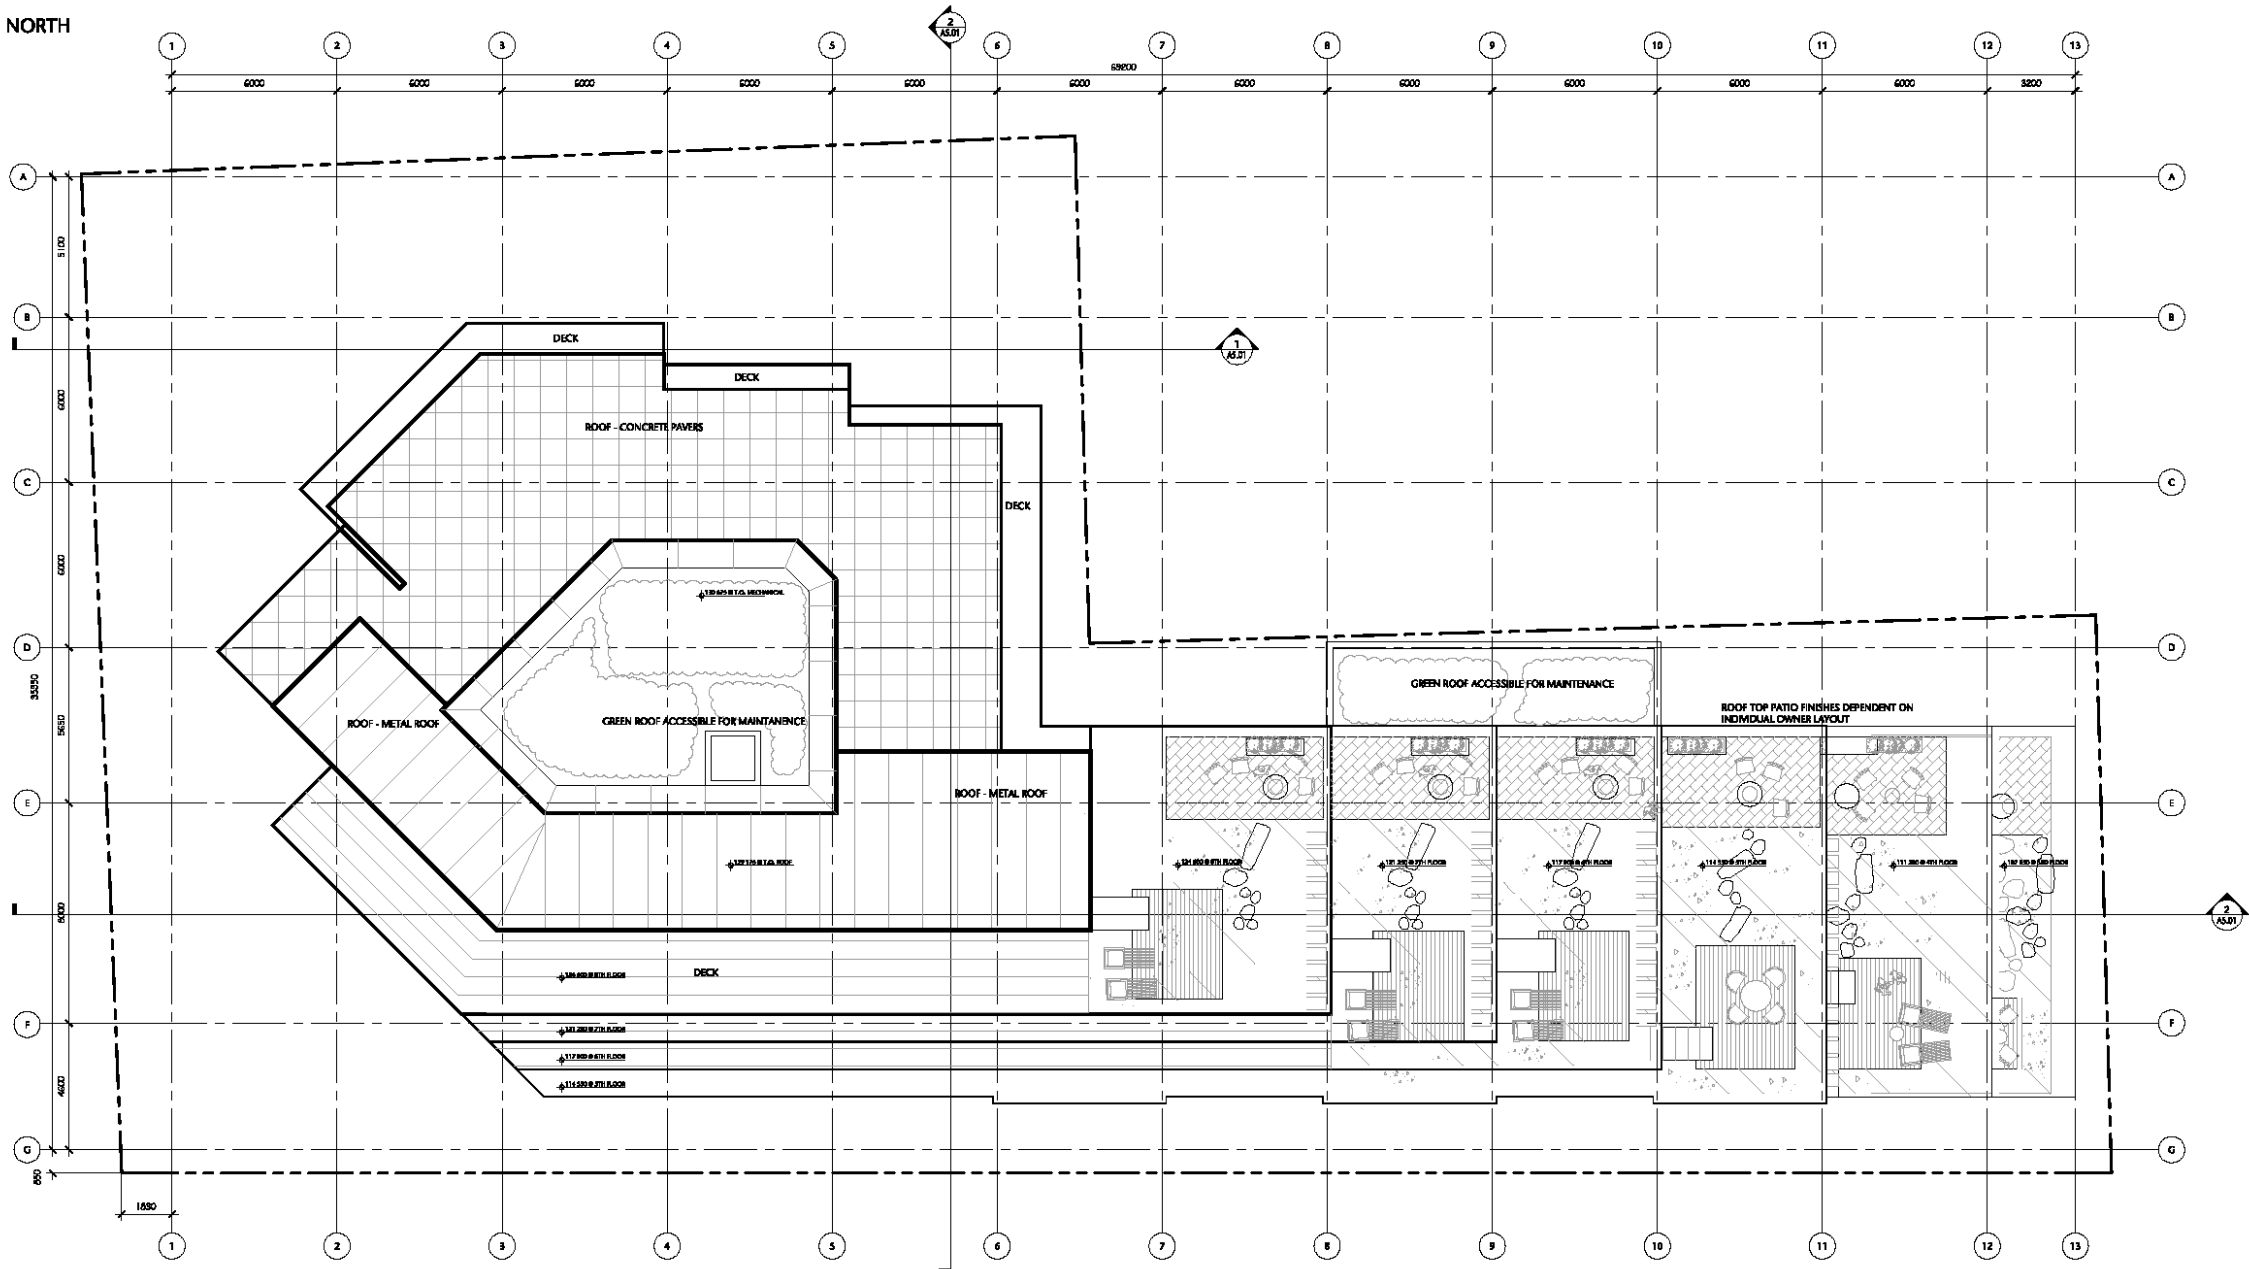 NORTH
2
A5.01
1 2 3 4 5 6 7 8 9 10 11 12 13
69200
6000 6000 6000 6000 6000 6000 6000 6000 6000 6000 6000 3200
A A
5100
B B
DECK
1
A5.01
DECK
6000
ROOF - CONCRETE PAVERS
C C
DECK
6000
D D
GREEN ROOF ACCESSIBLE FOR MAINTENANCE
35350
ROOF TOP PATIO FINISHES DEPENDENT ON
INDIVIDUAL OWNER LAYOUT
ROOF - METAL ROOF
GREEN ROOF ACCESSIBLE FOR MAINTANENCE
5650
ROOF - METAL ROOF
E E
8000
2
A5.01
DECK
F F
4600
G G
850
1850
1 2 3 4 5 6 7 8 9 10 11 12 13